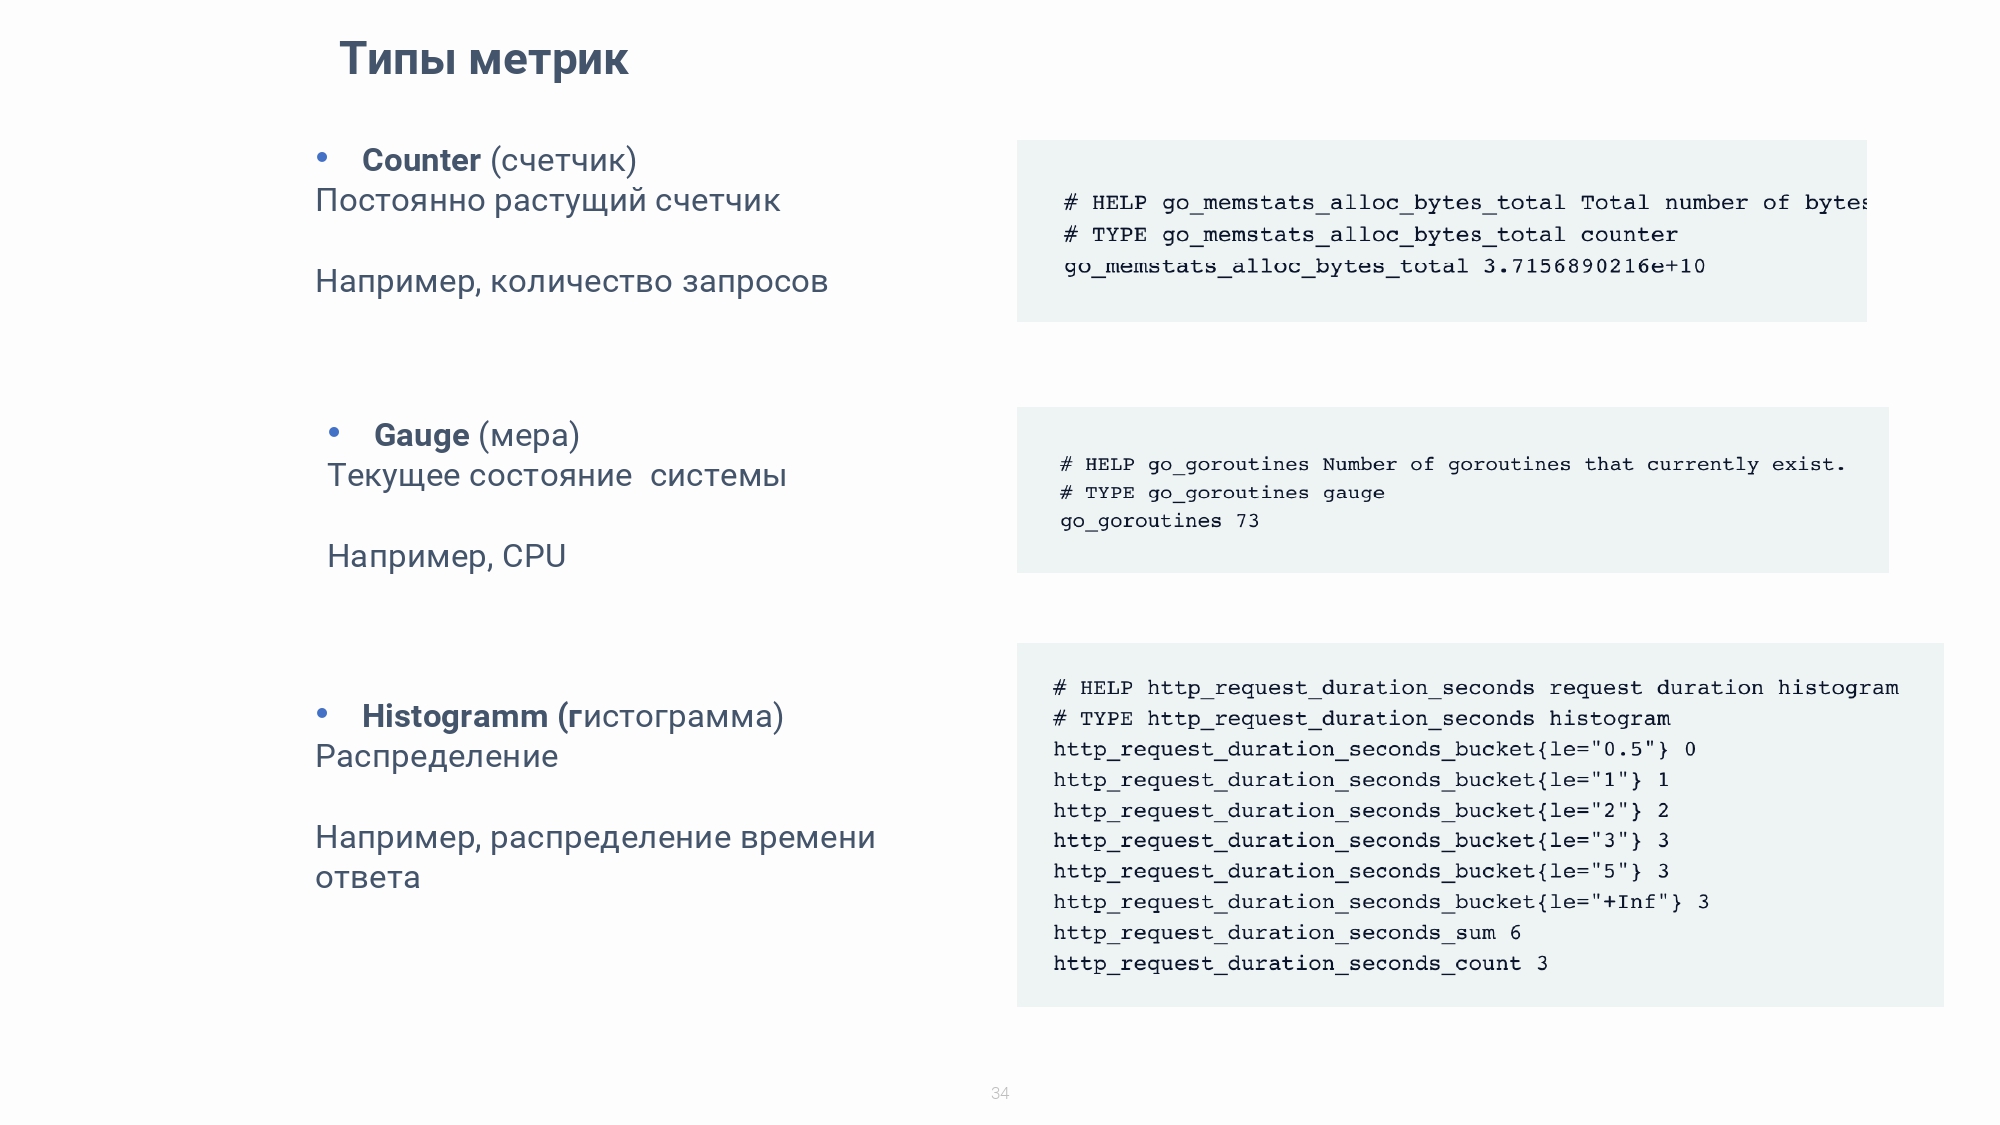 Типы метрик
• Counter (счетчик)
Постоянно растущий счетчик
Например, количество запросов
# HELP go_memstats_alloc_bytes_total Total number of bytes
# TYPE go_memstats_alloc_bytes_total counter
go_memstats_alloc_bytes_total 3.7156890216e+10
• Gauge (мера)
Текущее состояние  системы
Например, CPU
# HELP go_goroutines Number of goroutines that currently exist.
# TYPE go_goroutines gauge
go_goroutines 73
• Histogramm (гистограмма)
Распределение
Например, распределение времени
ответа
# HELP http_request_duration_seconds request duration histogram
# TYPE http_request_duration_seconds histogram
http_request_duration_seconds_bucket{le="0.5"} 0
http_request_duration_seconds_bucket{le="1"} 1
http_request_duration_seconds_bucket{le="2"} 2
http_request_duration_seconds_bucket{le="3"} 3
http_request_duration_seconds_bucket{le="5"} 3
http_request_duration_seconds_bucket{le="+Inf"} 3
http_request_duration_seconds_sum 6
http_request_duration_seconds_count 3
34